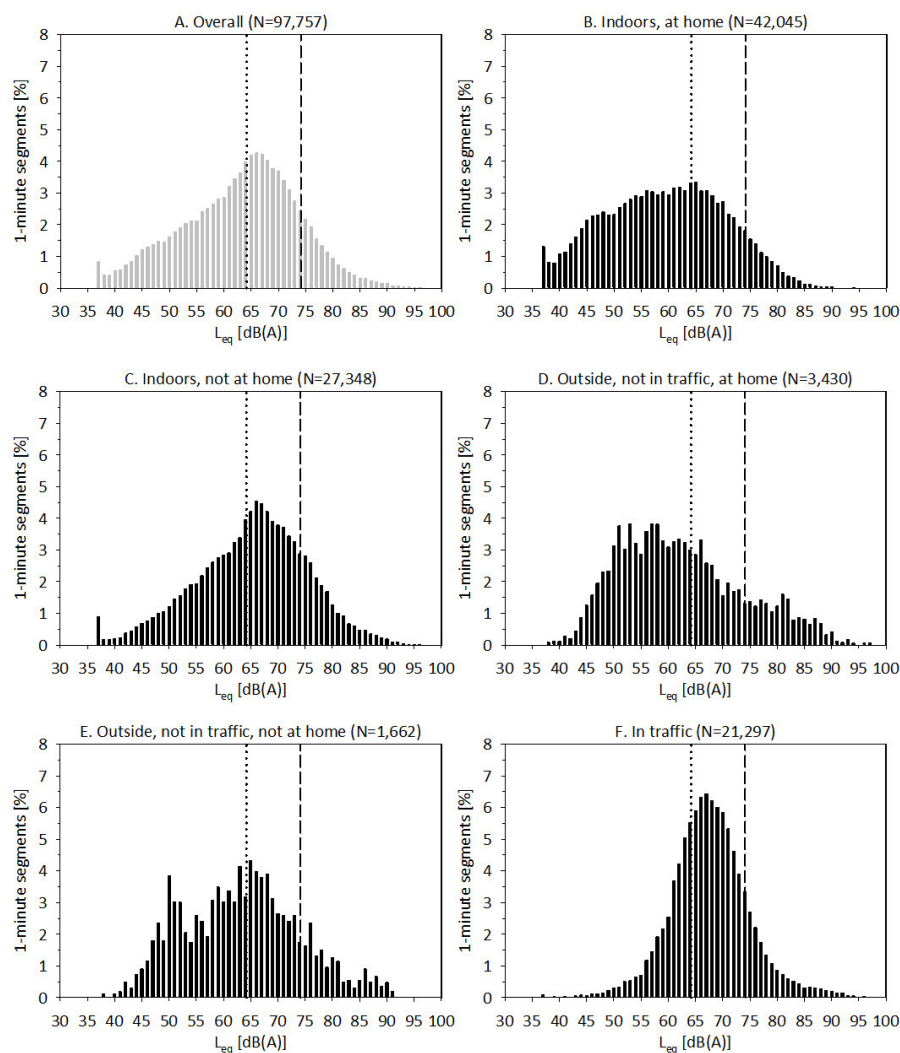 A. Overall (N=97,757)
8
7
6
5
4
3
2
1
0
1-minute segments [%]
30 35 40 45 50 55 60 65 70 75 80 85 90 95 100
Leq [dB(A)]
B. Indoors, at home (N=42,045)
8
7
6
5
4
3
2
1
0
1-minute segments [%]
30 35 40 45 50 55 60 65 70 75 80 85 90 95 100
Leq [dB(A)]
C. Indoors, not at home (N=27,348)
8
7
6
5
4
3
2
1
0
1-minute segments [%]
30 35 40 45 50 55 60 65 70 75 80 85 90 95 100
Leq [dB(A)]
D. Outside, not in traffic, at home (N=3,430)
8
7
6
5
4
3
2
1
0
1-minute segments [%]
30 35 40 45 50 55 60 65 70 75 80 85 90 95 100
Leq [dB(A)]
E. Outside, not in traffic, not at home (N=1,662)
8
7
6
5
4
3
2
1
0
1-minute segments [%]
30 35 40 45 50 55 60 65 70 75 80 85 90 95 100
Leq [dB(A)]
F. In traffic (N=21,297)
8
7
6
5
4
3
2
1
0
1-minute segments [%]
30 35 40 45 50 55 60 65 70 75 80 85 90 95 100
Leq [dB(A)]